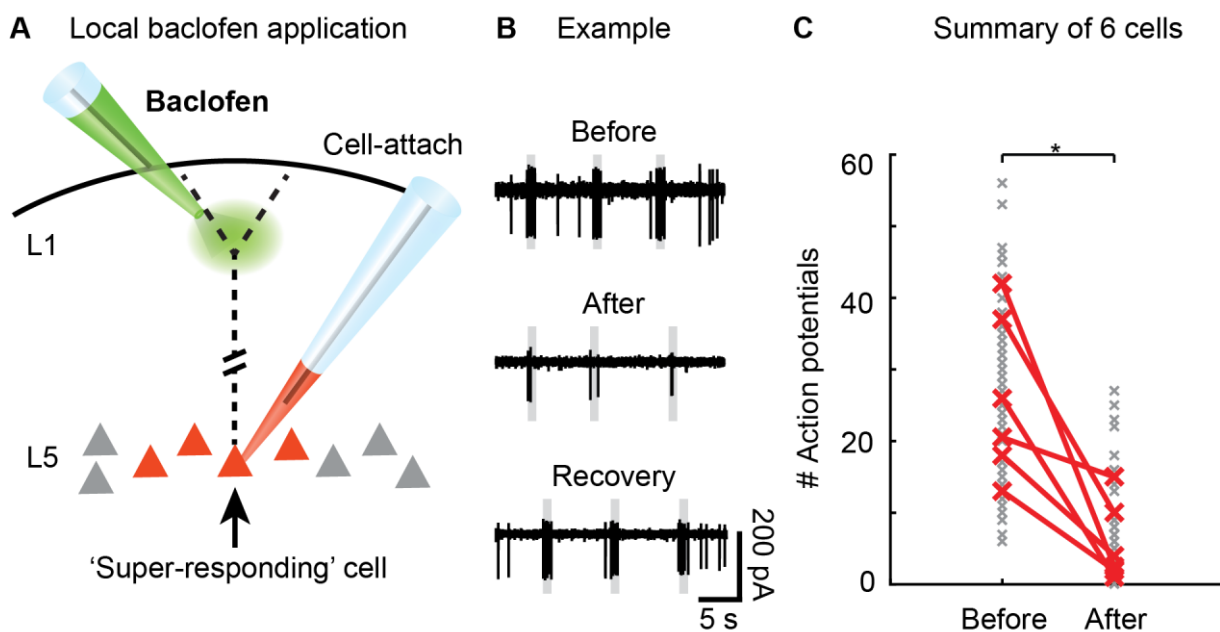 A Local baclofen application
Baclofen
Cell-attach
L1
L5
‘Super-responding’ cell
B Example
Before
After
Recovery
200 pA
5 s
C Summary of 6 cells
*
# Action potentials
60
40
20
0
Before After